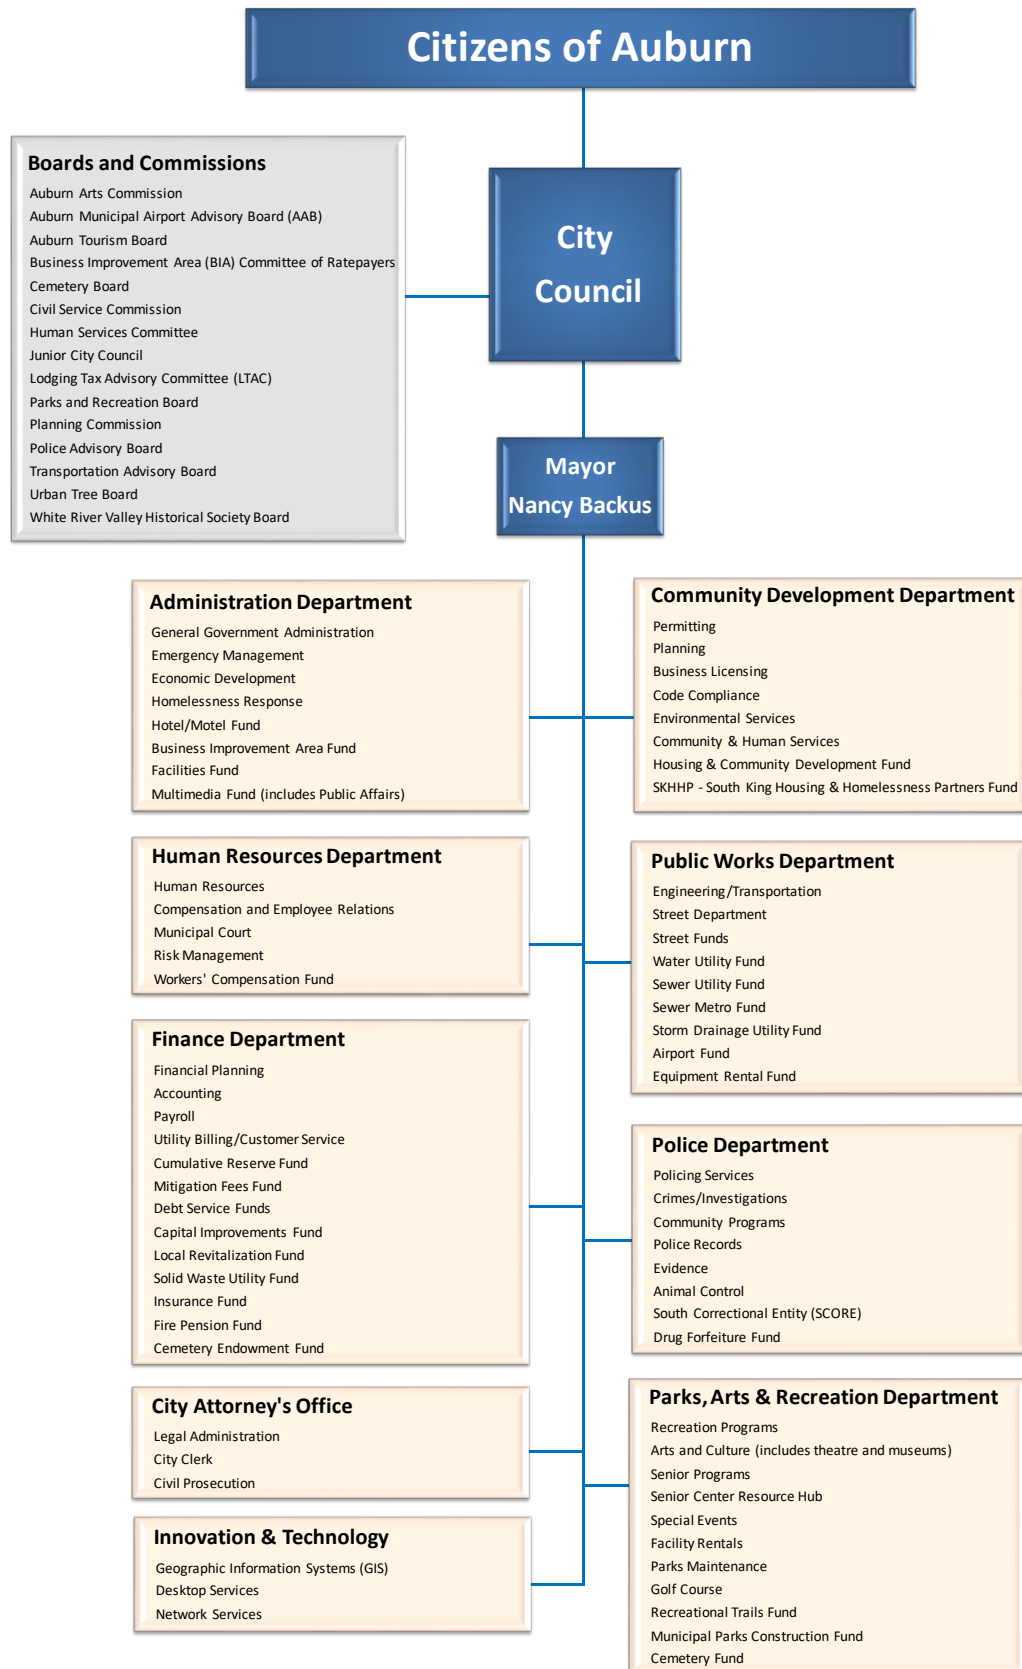 Citizens of Auburn
Boards and Commissions
Auburn Arts Commission
Auburn Municipal Airport Advisory Board (AAB)
Auburn Tourism Board
Business Improvement Area (BIA) Committee of Ratepayers
Cemetery Board
Civil Service Commission
Human Services Committee
Junior City Council
Lodging Tax Advisory Committee (LTAC)
Parks and Recreation Board
Planning Commission
Police Advisory Board
Transportation Advisory Board
Urban Tree Board
White River Valley Historical Society Board
City
Council
Mayor
Nancy Backus
Administration Department
General Government Administration
Emergency Management
Economic Development
Homelessness Response
Hotel/Motel Fund
Business Improvement Area Fund
Facilities Fund
Multimedia Fund (includes Public Affairs)
Community Development Department
Permitting
Planning
Business Licensing
Code Compliance
Environmental Services
Community & Human Services
Housing & Community Development Fund
SKHHP - South King Housing & Homelessness Partners Fund
Human Resources Department
Human Resources
Compensation and Employee Relations
Municipal Court
Risk Management
Workers' Compensation Fund
Public Works Department
Engineering/Transportation
Street Department
Street Funds
Water Utility Fund
Sewer Utility Fund
Sewer Metro Fund
Storm Drainage Utility Fund
Airport Fund
Equipment Rental Fund
Finance Department
Financial Planning
Accounting
Payroll
Utility Billing/Customer Service
Cumulative Reserve Fund
Mitigation Fees Fund
Debt Service Funds
Capital Improvements Fund
Local Revitalization Fund
Solid Waste Utility Fund
Insurance Fund
Fire Pension Fund
Cemetery Endowment Fund
Police Department
Policing Services
Crimes/Investigations
Community Programs
Police Records
Evidence
Animal Control
South Correctional Entity (SCORE)
Drug Forfeiture Fund
City Attorney's Office
Legal Administration
City Clerk
Civil Prosecution
Parks, Arts & Recreation Department
Recreation Programs
Arts and Culture (includes theatre and museums)
Senior Programs
Senior Center Resource Hub
Special Events
Facility Rentals
Parks Maintenance
Golf Course
Recreational Trails Fund
Municipal Parks Construction Fund
Cemetery Fund
Innovation & Technology
Geographic Information Systems (GIS)
Desktop Services
Network Services